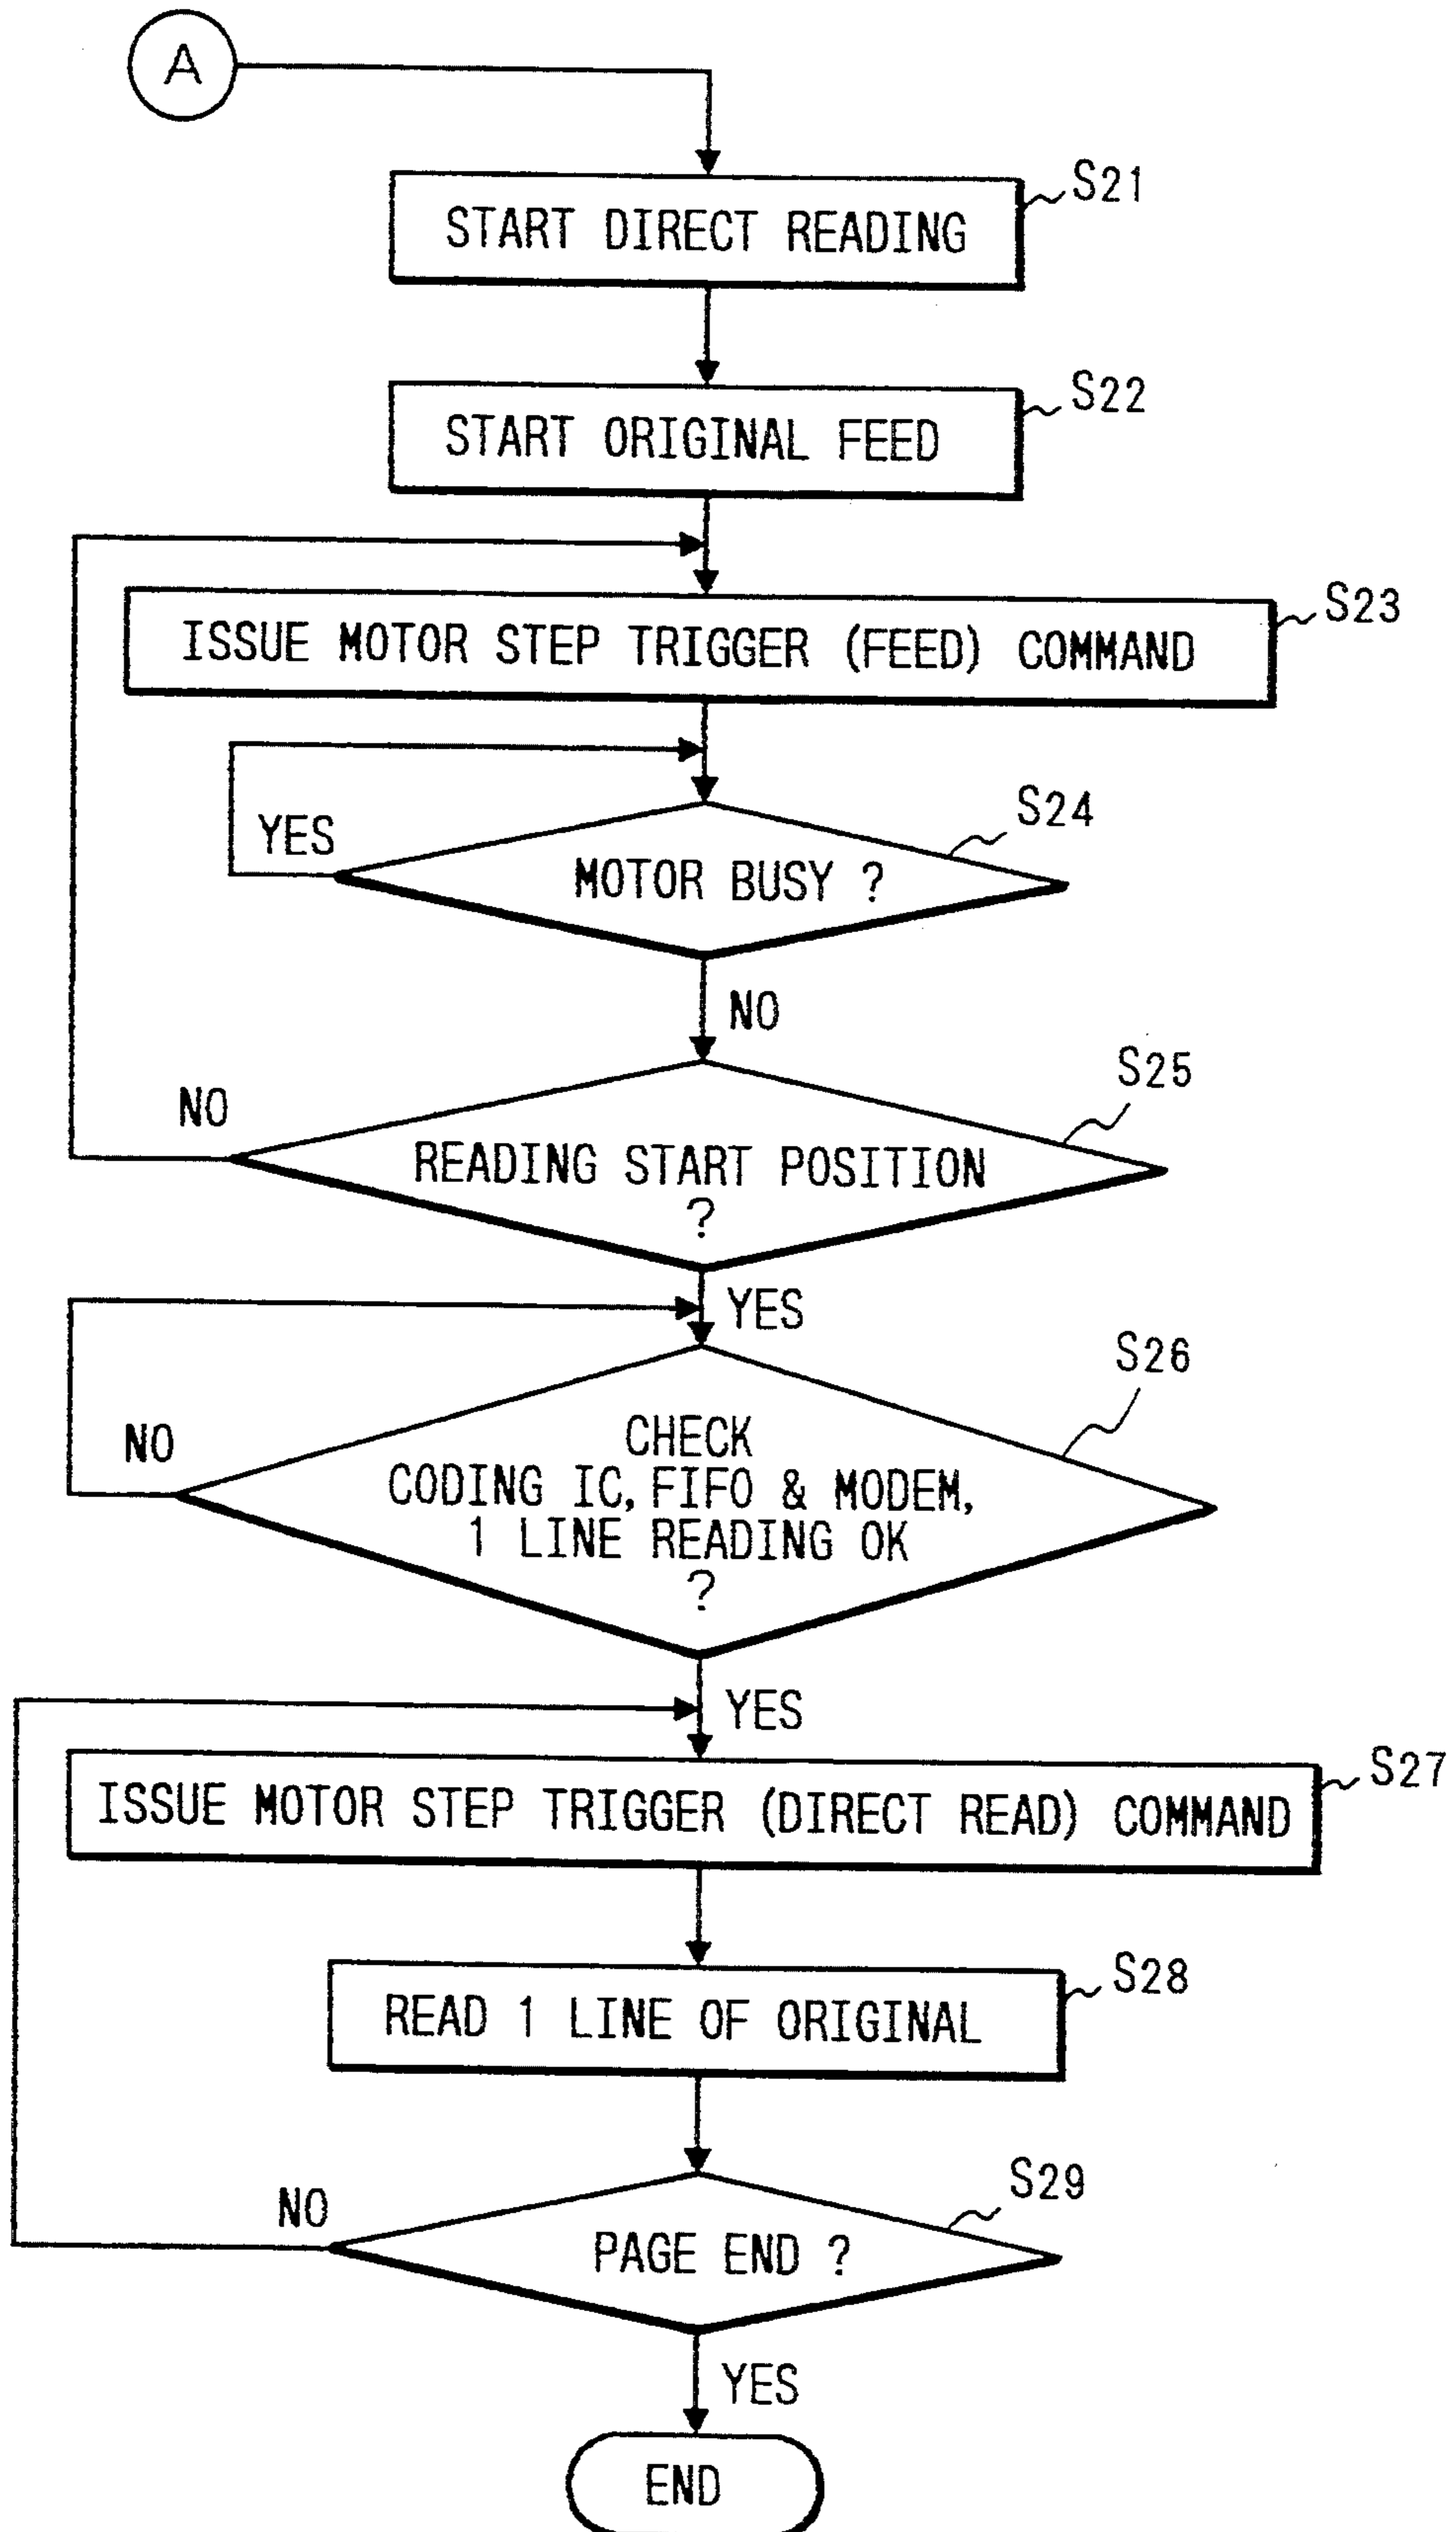 A
S21
START DIRECT READING
S22
START ORIGINAL FEED
S23
ISSUE MOTOR STEP TRIGGER (FEED) COMMAND
S24
YES
MOTOR BUSY ?
NO
S25
NO
READING START POSITION
?
YES
S26
NO
CHECK
CODING IC, FIFO & MODEM,
1 LINE READING OK
?
YES
S27
ISSUE MOTOR STEP TRIGGER (DIRECT READ) COMMAND
S28
READ 1 LINE OF ORIGINAL
S29
NO
PAGE END ?
YES
END